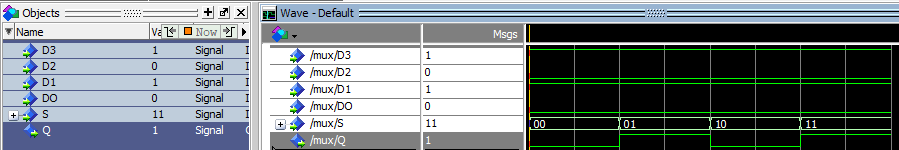 Objects
Name Va Now
D3 1 Signal I
D2 0 Signal I
D1 1 Signal I
DO 0 Signal I
S 11 Signal I
Q 1 Signal
Wave - Default
Msgs
/mux/D3 1
/mux/D2 0
/mux/D1 1
/mux/DO 0
/mux/S 11 00 01 10 11
/mux/Q 1